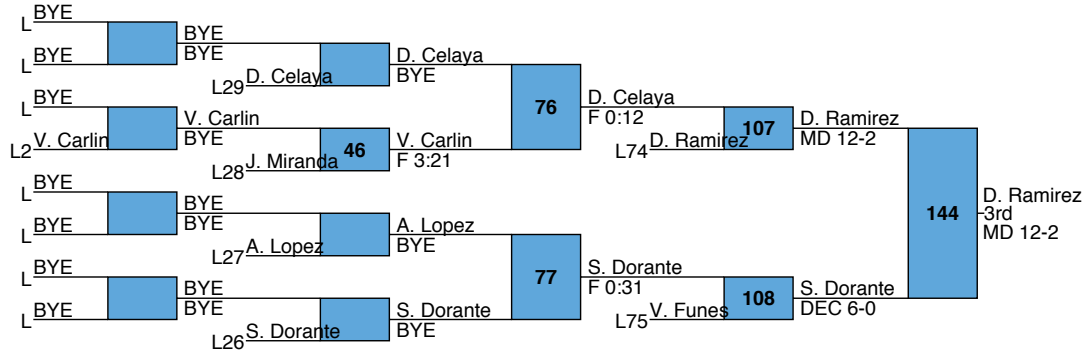 BYE
L
BYE
BYE
BYE
L
D. Celaya
L29
D. Celaya
BYE
BYE
L
V. Carlin
L2
V. Carlin
BYE
J. Miranda
L28
46
V. Carlin
F 3:21
76
D. Celaya
F 0:12
D. Ramirez
L74
107
D. Ramirez
MD 12-2
BYE
L
BYE
L
BYE
BYE
A. Lopez
L27
A. Lopez
BYE
BYE
L
BYE
L
BYE
BYE
S. Dorante
L26
S. Dorante
BYE
77
S. Dorante
F 0:31
V. Funes
L75
108
S. Dorante
DEC 6-0
144
D. Ramirez
3rd
MD 12-2